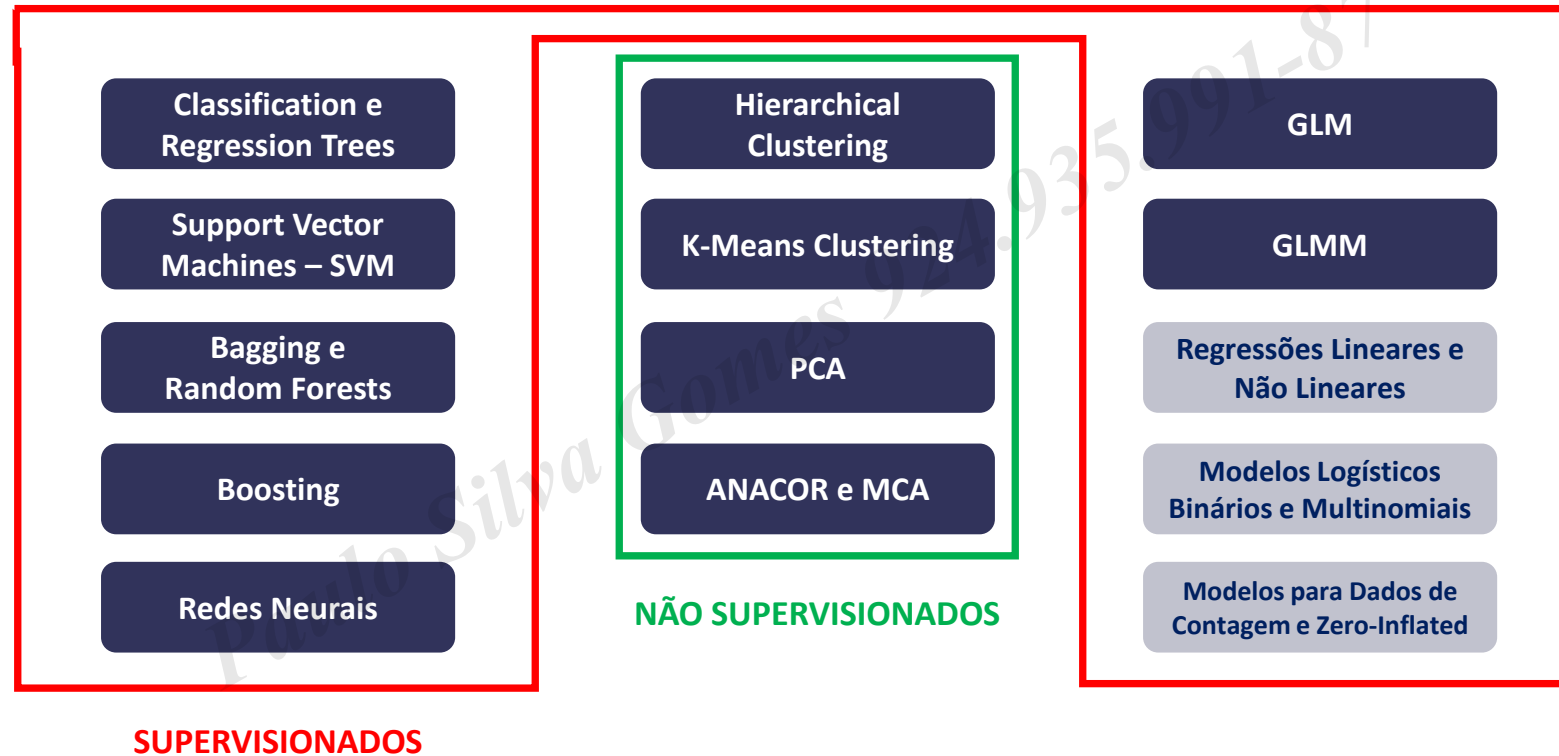 Classification e
Regression Trees
Support Vector
Machines – SVM
Bagging e
Random Forests
Boosting
Redes Neurais
SUPERVISIONADOS
Hierarchical
Clustering
K-Means Clustering
PCA
ANACOR e MCA
NÃO SUPERVISIONADOS
GLM
GLMM
Regressões Lineares e
Não Lineares
Modelos Logísticos
Binários e Multinomiais
Modelos para Dados de
Contagem e Zero-Inflated
Paulo Silva Gomes 924.935.991-87